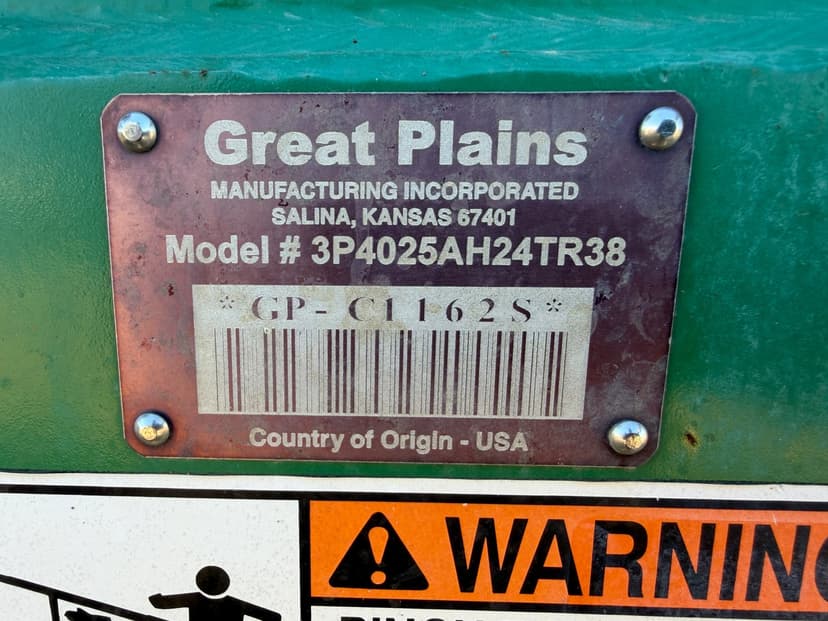 Great Plains
MANUFACTURING INCORPORATED
SALINA, KANSAS 67401
Model # 3P4025AH24TR38
*GP-C1162S*
Country of Origin - USA
WARNING